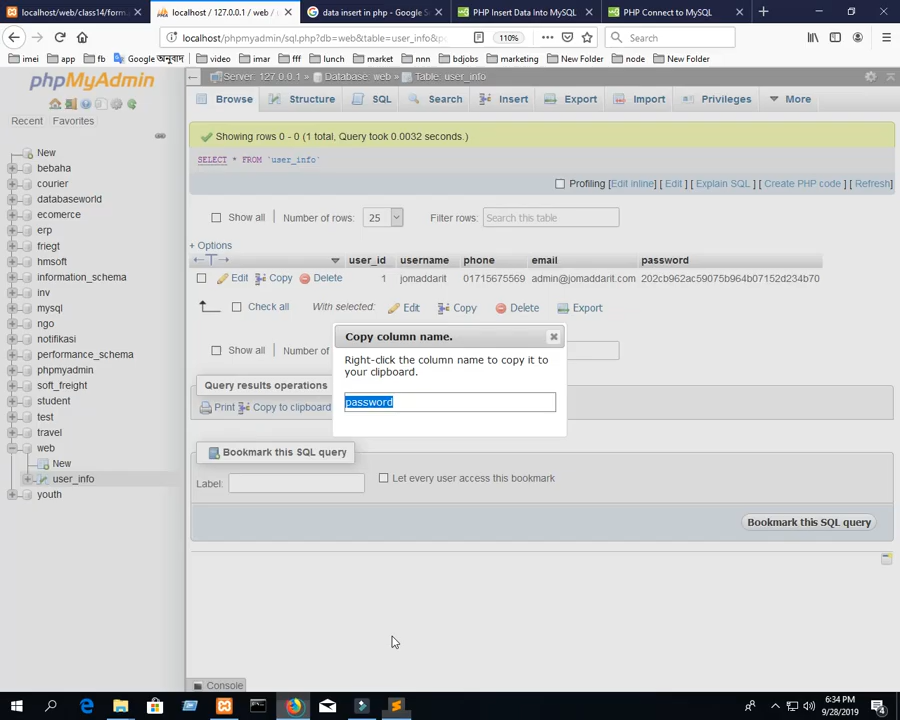 localhost/web/class14/form.
localhost / 127.0.0.1 / web / u
data insert in php - Google S
PHP Insert Data Into MySQL
PHP Connect to MySQL
localhost/phpmyadmin/sql.php?db=web&table=user_info&p
110%
Search
imei
app
fb
Google অনুবাদ
video
imar
fff
lunch
market
nnn
bdjobs
marketing
New Folder
node
New Folder
phpMyAdmin
Recent
Favorites
New
bebaha
courier
databaseworld
ecomerce
erp
friegt
hmsoft
information_schema
inv
mysql
ngo
notifikasi
performance_schema
phpmyadmin
soft_freight
student
test
travel
web
New
user_info
youth
Server: 127.0.0.1 » Database: web » Table: user_info
Browse
Structure
SQL
Search
Insert
Export
Import
Privileges
More
Showing rows 0 - 0 (1 total, Query took 0.0032 seconds.)
SELECT * FROM `user_info`
Profiling [Edit inline] [ Edit ] [ Explain SQL ] [ Create PHP code ] [ Refresh]
Show all
Number of rows:
25
Filter rows:
Search this table
+ Options
user_id
username
phone
email
password
Edit
Copy
Delete
1
jomaddarit
01715675569
admin@jomaddarit.com
202cb962ac59075b964b07152d234b70
Check all
With selected:
Edit
Copy
Delete
Export
Show all
Number of
Copy column name.
Right-click the column name to copy it to
your clipboard.
password
Query results operations
Print
Copy to clipboard
Bookmark this SQL query
Label:
Let every user access this bookmark
Bookmark this SQL query
Console
6:34 PM
9/28/2019
4